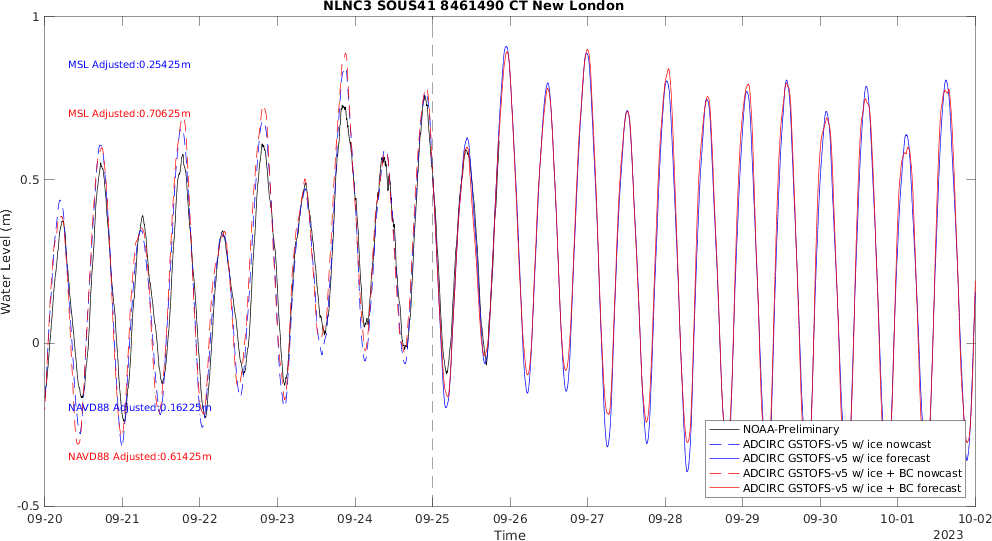 NLNC3 SOUS41 8461490 CT New London
1
MSL Adjusted:0.25425m
MSL Adjusted:0.70625m
0.5
Water Level (m)
0
NAVD88 Adjusted:0.16225m
NAVD88 Adjusted:0.61425m
NOAA-Preliminary
ADCIRC GSTOFS-v5 w/ ice nowcast
ADCIRC GSTOFS-v5 w/ ice forecast
ADCIRC GSTOFS-v5 w/ ice + BC nowcast
ADCIRC GSTOFS-v5 w/ ice + BC forecast
-0.5
09-20 09-21 09-22 09-23 09-24 09-25 09-26 09-27 09-28 09-29 09-30 10-01 10-02
Time
2023